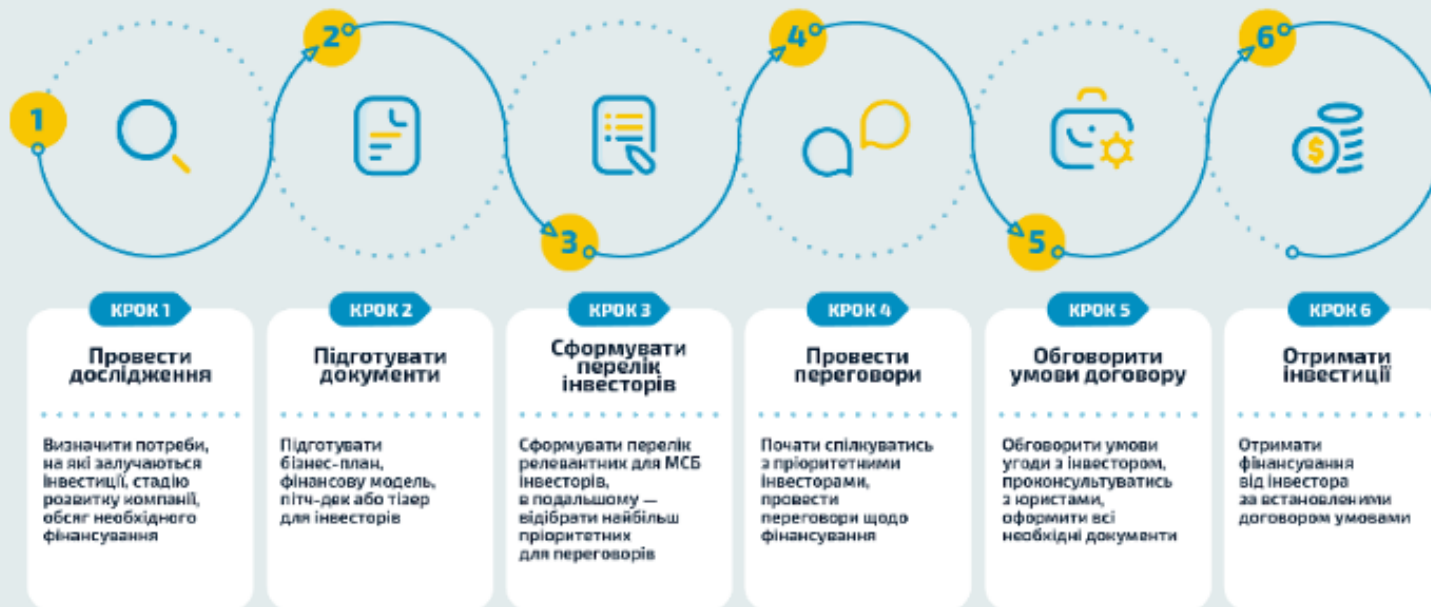 1
2
3
4
5
6
$
КРОК 1
Провести
дослідження
Визначити потреби,
на які залучаються
інвестиції, стадію
розвитку компанії,
обсяг необхідного
фінансування
КРОК 2
Підготувати
документи
Підготувати
бізнес-план,
фінансову модель,
пітч-дек або тізер
для інвесторів
КРОК 3
Сформувати
перелік
інвесторів
Сформувати перелік
релевантних для МСБ
інвесторів,
в подальшому —
відібрати найбільш
пріоритетних
для переговорів
КРОК 4
Провести
переговори
Почати спілкуватись
з пріоритетними
інвесторами,
провести
переговори щодо
фінансування
КРОК 5
Обговорити
умови договору
Обговорити умови
угоди з інвестором,
проконсультуватись
з юристами,
оформити всі
необхідні документи
КРОК 6
Отримати
інвестиції
Отримати
фінансування
від інвестора
за встановленими
договором умовами